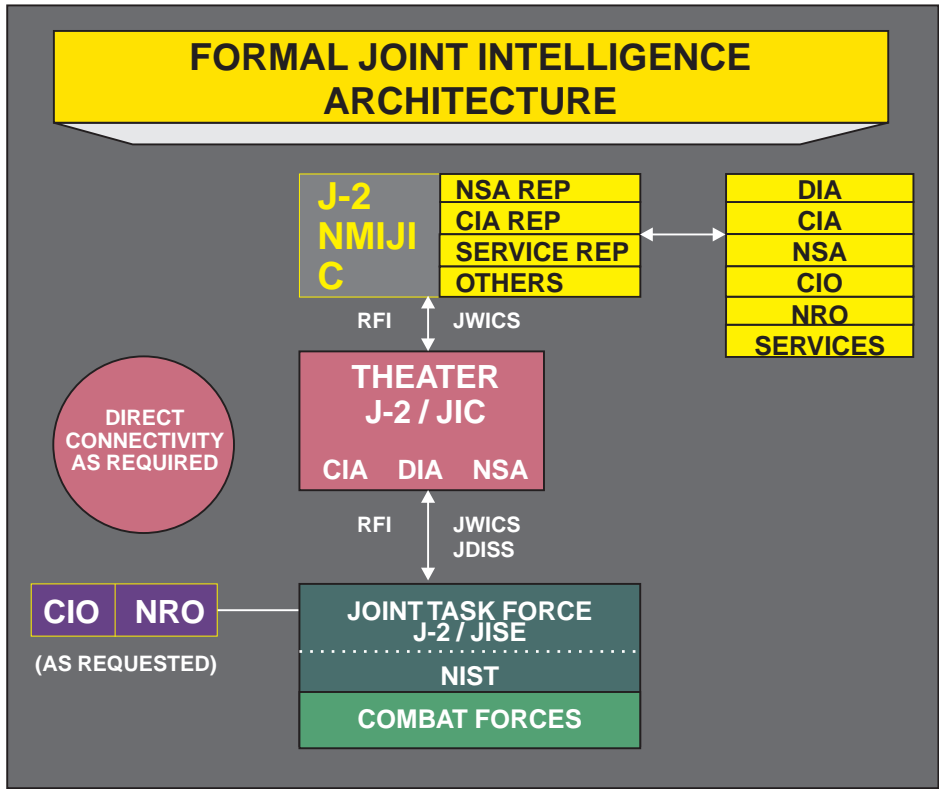 FORMAL JOINT INTELLIGENCE
ARCHITECTURE
J-2
NMIJI
C
NSA REP
CIA REP
SERVICE REP
OTHERS
DIA
CIA
NSA
CIO
NRO
SERVICES
RFI JWICS
THEATER
J-2 / JIC
CIA DIA NSA
DIRECT
CONNECTIVITY
AS REQUIRED
RFI JWICS
JDISS
CIO NRO
(AS REQUESTED)
JOINT TASK FORCE
J-2 / JISE
NIST
COMBAT FORCES